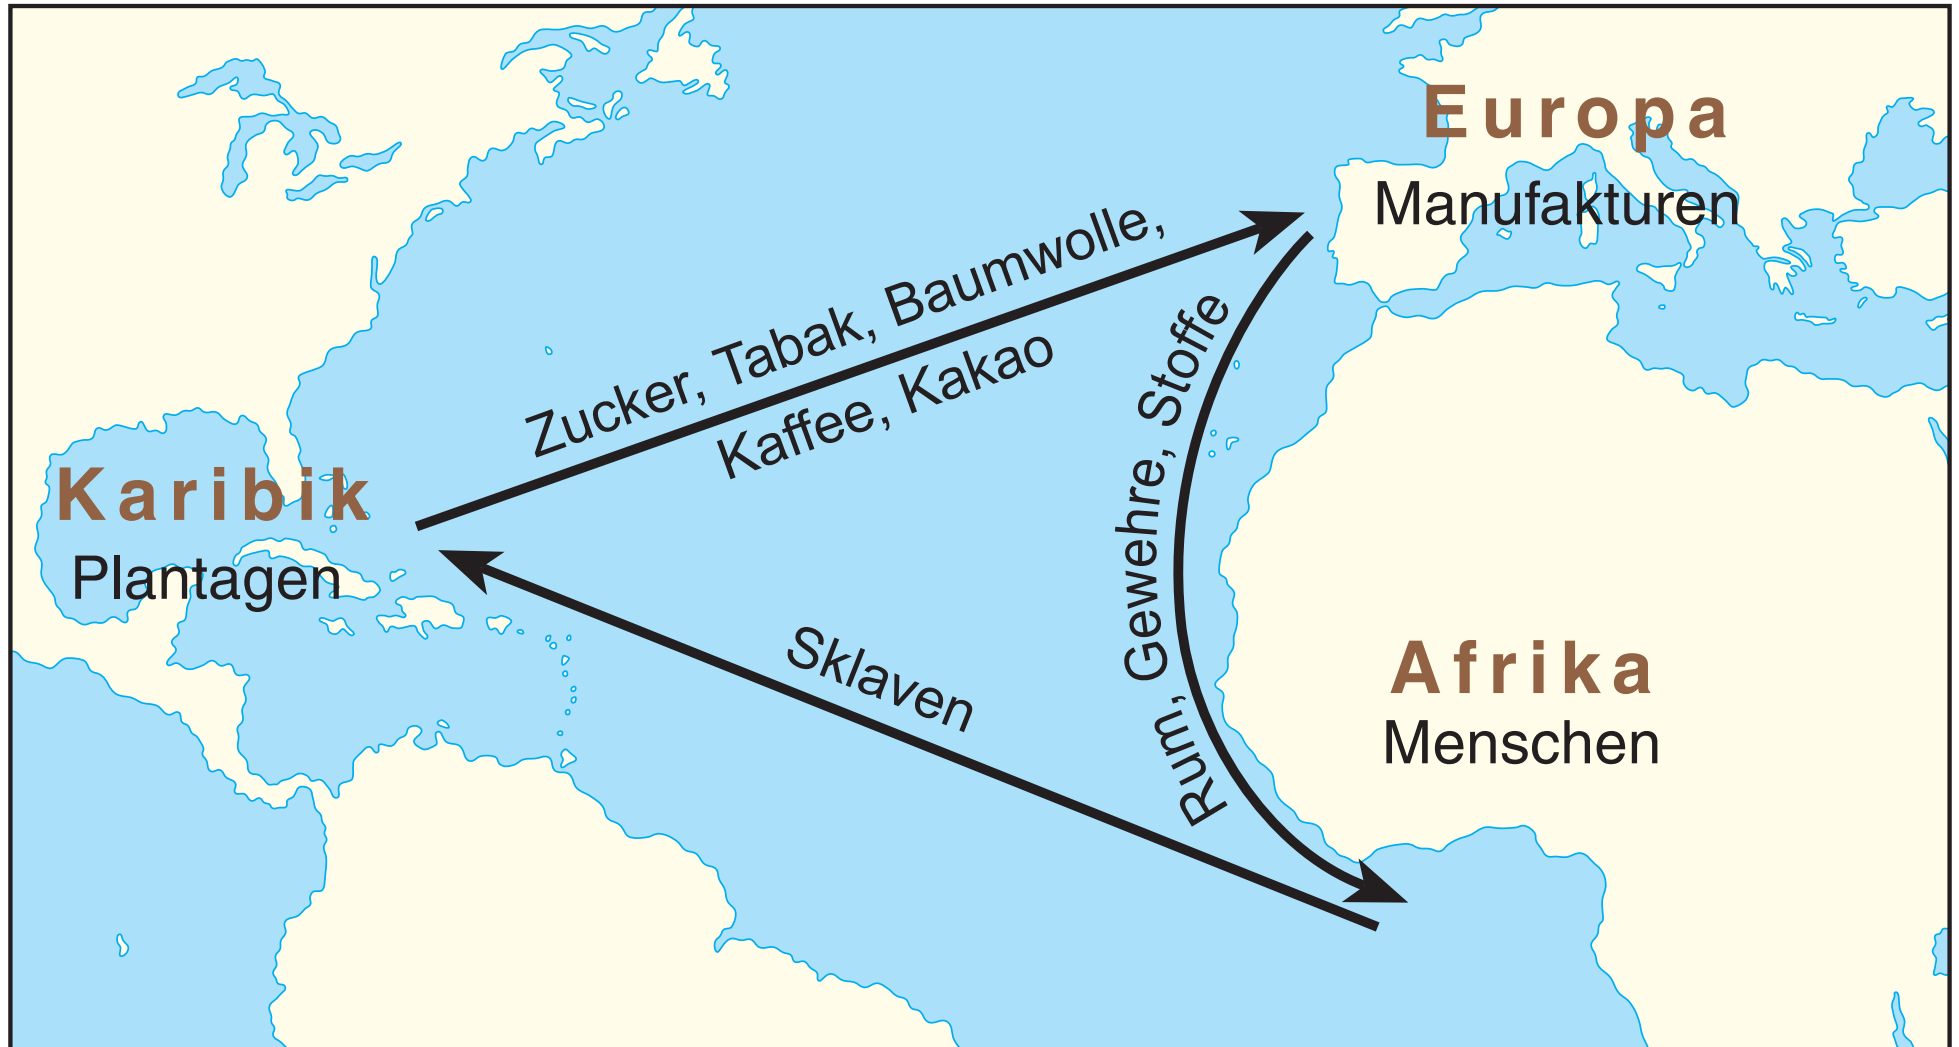 Europa
Manufakturen
Zucker, Tabak, Baumwolle,
Kaffee, Kakao
Rum, Gewehre, Stoffe
Karibik
Plantagen
Sklaven
Afrika
Menschen